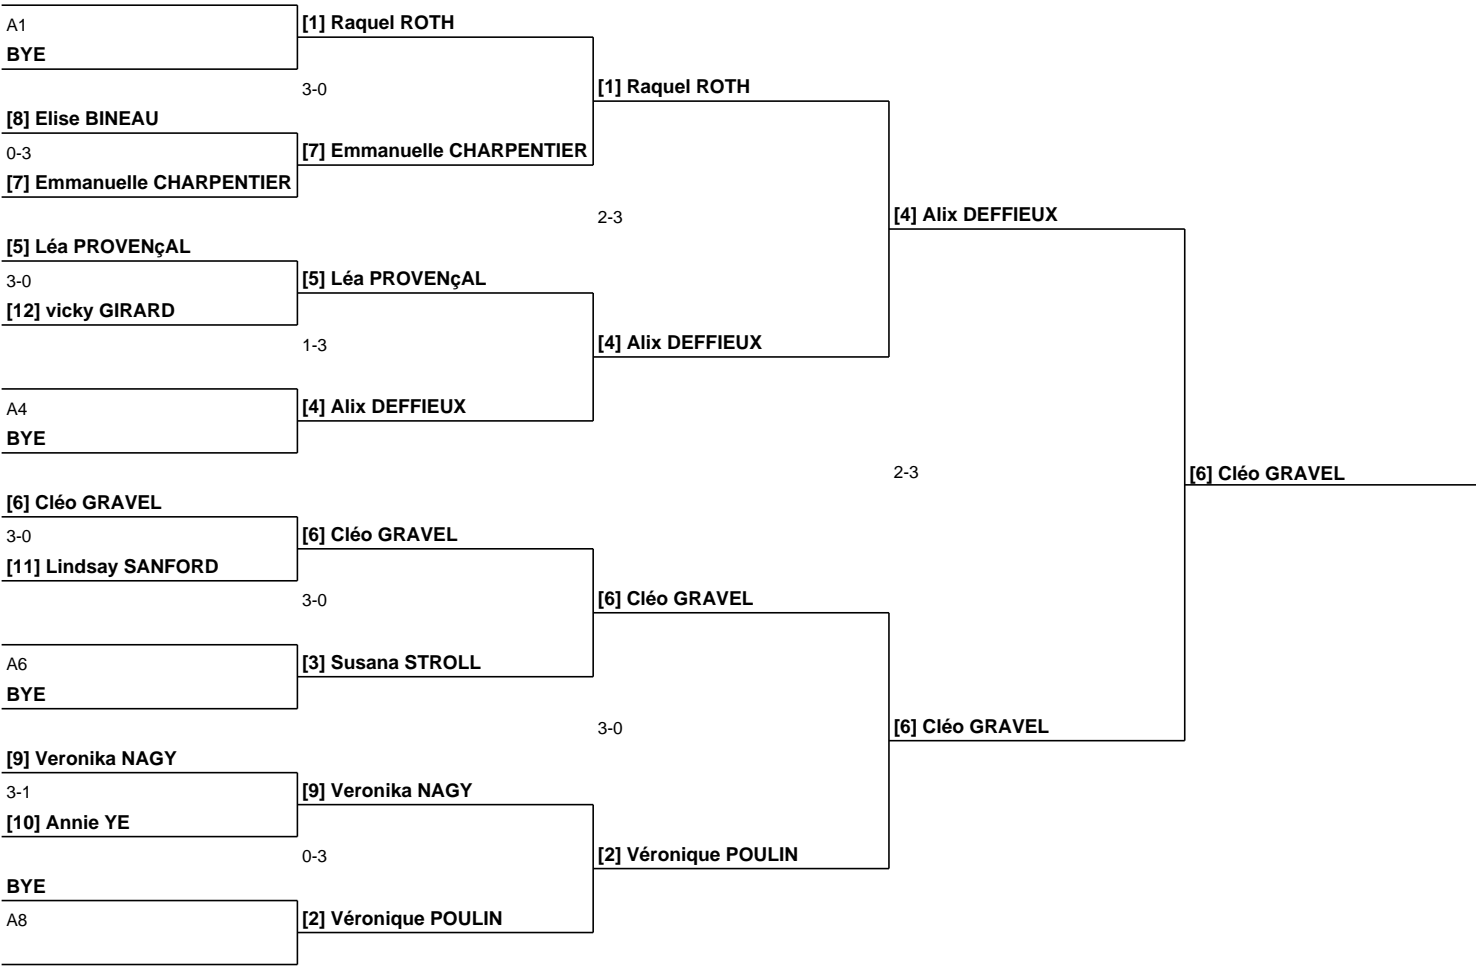 A1
BYE
[1] Raquel ROTH
3-0
[8] Elise BINEAU
0-3
[7] Emmanuelle CHARPENTIER
[7] Emmanuelle CHARPENTIER
[1] Raquel ROTH
2-3
[5] Léa PROVENçAL
3-0
[12] vicky GIRARD
[5] Léa PROVENçAL
1-3
A4
BYE
[4] Alix DEFFIEUX
[4] Alix DEFFIEUX
[4] Alix DEFFIEUX
2-3
[6] Cléo GRAVEL
[6] Cléo GRAVEL
3-0
[11] Lindsay SANFORD
[6] Cléo GRAVEL
3-0
A6
BYE
[3] Susana STROLL
[6] Cléo GRAVEL
3-0
[6] Cléo GRAVEL
[9] Veronika NAGY
3-1
[10] Annie YE
[9] Veronika NAGY
0-3
[2] Véronique POULIN
BYE
A8
[2] Véronique POULIN